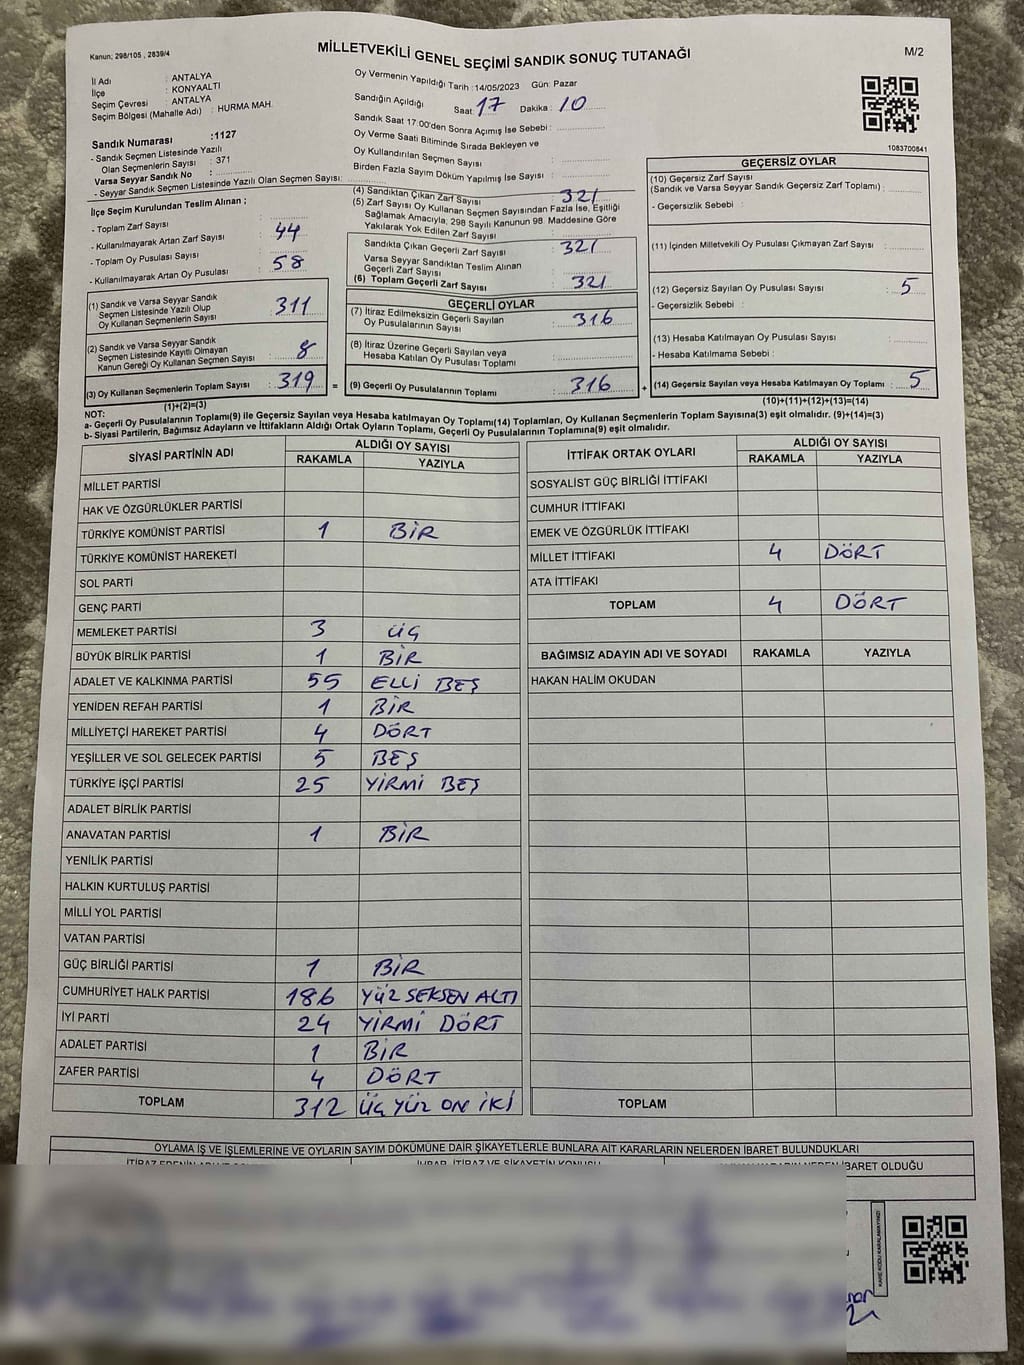 Kanun; 298/105 , 2839/4
MİLLETVEKİLİ GENEL SEÇİMİ SANDIK SONUÇ TUTANAĞI
M/2
İl Adı : ANTALYA
İlçe : KONYAALTI
Seçim Çevresi : ANTALYA
Seçim Bölgesi (Mahalle Adı) : HURMA MAH.
Oy Vermenin Yapıldığı Tarih :14/05/2023 Gün: Pazar
Sandığın Açıldığı Saat: 17 Dakika: 10
Sandık Saat 17:00'den Sonra Açımış İse Sebebi :
Oy Verme Saati Bitiminde Sırada Bekleyen ve
Oy Kullandırılan Seçmen Sayısı :
Birden Fazla Sayım Döküm Yapılmış İse Sayısı :
1083700841
Sandık Numarası :1127
- Sandık Seçmen Listesinde Yazılı
Olan Seçmenlerin Sayısı : 371
Varsa Seyyar Sandık No :
- Seyyar Sandık Seçmen Listesinde Yazılı Olan Seçmen Sayısı:
İlçe Seçim Kurulundan Teslim Alınan ;
- Toplam Zarf Sayısı :
- Kullanılmayarak Artan Zarf Sayısı : 44
- Toplam Oy Pusulası Sayısı :
- Kullanılmayarak Artan Oy Pusulası : 58
(1) Sandık ve Varsa Seyyar Sandık
Seçmen Listesinde Yazılı Olup
Oy Kullanan Seçmenlerin Sayısı : 311
(2) Sandık ve Varsa Seyyar Sandık
Seçmen Listesinde Kayıtlı Olmayan
Kanun Gereği Oy Kullanan Seçmen Sayısı : 8
(3) Oy Kullanan Seçmenlerin Toplam Sayısı : 319 =
(1)+(2)=(3)
(4) Sandıktan Çıkan Zarf Sayısı : 321
(5) Zarf Sayısı Oy Kullanan Seçmen Sayısından Fazla İse, Eşitliği
Sağlamak Amacıyla, 298 Sayılı Kanunun 98. Maddesine Göre
Yakılarak Yok Edilen Zarf Sayısı :
Sandıkta Çıkan Geçerli Zarf Sayısı : 321
Varsa Seyyar Sandıktan Teslim Alınan
Geçerli Zarf Sayısı :
(6) Toplam Geçerli Zarf Sayısı : 321
GEÇERLİ OYLAR
(7) İtiraz Edilmeksizin Geçerli Sayılan
Oy Pusulalarının Sayısı : 316
(8) İtiraz Üzerine Geçerli Sayılan veya
Hesaba Katılan Oy Pusulası Toplamı :
(9) Geçerli Oy Pusulalarının Toplamı : 316 +
GEÇERSİZ OYLAR
(10) Geçersiz Zarf Sayısı
(Sandık ve Varsa Seyyar Sandık Geçersiz Zarf Toplamı) :
- Geçersizlik Sebebi :
(11) İçinden Milletvekili Oy Pusulası Çıkmayan Zarf Sayısı :
(12) Geçersiz Sayılan Oy Pusulası Sayısı : 5
- Geçersizlik Sebebi :
(13) Hesaba Katılmayan Oy Pusulası Sayısı :
- Hesaba Katılmama Sebebi :
(14) Geçersiz Sayılan veya Hesaba Katılmayan Oy Toplamı : 5
(10)+(11)+(12)+(13)=(14)
NOT:
a- Geçerli Oy Pusulalarının Toplamı(9) ile Geçersiz Sayılan veya Hesaba katılmayan Oy Toplamı(14) Toplamları, Oy Kullanan Seçmenlerin Toplam Sayısına(3) eşit olmalıdır. (9)+(14)=(3)
b- Siyasi Partilerin, Bağımsız Adayların ve İttifakların Aldığı Ortak Oyların Toplamı, Geçerli Oy Pusulalarının Toplamına(9) eşit olmalıdır.
SİYASİ PARTİNİN ADI ALDIĞI OY SAYISI
RAKAMLA YAZIYLA
MİLLET PARTİSİ
HAK VE ÖZGÜRLÜKLER PARTİSİ
TÜRKİYE KOMÜNİST PARTİSİ 1 BİR
TÜRKİYE KOMÜNİST HAREKETİ
SOL PARTİ
GENÇ PARTİ
MEMLEKET PARTİSİ 3 ÜÇ
BÜYÜK BİRLİK PARTİSİ 1 BİR
ADALET VE KALKINMA PARTİSİ 55 ELLİ BEŞ
YENİDEN REFAH PARTİSİ 1 BİR
MİLLİYETÇİ HAREKET PARTİSİ 4 DÖRT
YEŞİLLER VE SOL GELECEK PARTİSİ 5 BEŞ
TÜRKİYE İŞÇİ PARTİSİ 25 YİRMİ BEŞ
ADALET BİRLİK PARTİSİ
ANAVATAN PARTİSİ 1 BİR
YENİLİK PARTİSİ
HALKIN KURTULUŞ PARTİSİ
MİLLİ YOL PARTİSİ
VATAN PARTİSİ
GÜÇ BİRLİĞİ PARTİSİ 1 BİR
CUMHURİYET HALK PARTİSİ 186 YÜZ SEKSEN ALTI
İYİ PARTİ 24 YİRMİ DÖRT
ADALET PARTİSİ 1 BİR
ZAFER PARTİSİ 4 DÖRT
TOPLAM 312 ÜÇ YÜZ ON İKİ
İTTİFAK ORTAK OYLARI ALDIĞI OY SAYISI
RAKAMLA YAZIYLA
SOSYALİST GÜÇ BİRLİĞİ İTTİFAKI
CUMHUR İTTİFAKI
EMEK VE ÖZGÜRLÜK İTTİFAKI
MİLLET İTTİFAKI 4 DÖRT
ATA İTTİFAKI
TOPLAM 4 DÖRT
BAĞIMSIZ ADAYIN ADI VE SOYADI RAKAMLA YAZIYLA
HAKAN HALİM OKUDAN
TOPLAM
OYLAMA İŞ VE İŞLEMLERİNE VE OYLARIN SAYIM DÖKÜMÜNE DAİR ŞİKAYETLERLE BUNLARA AİT KARARLARIN NELERDEN İBARET BULUNDUKLARI
İBARET OLDUĞU
KARE KODU KARALAMAYINIZ!